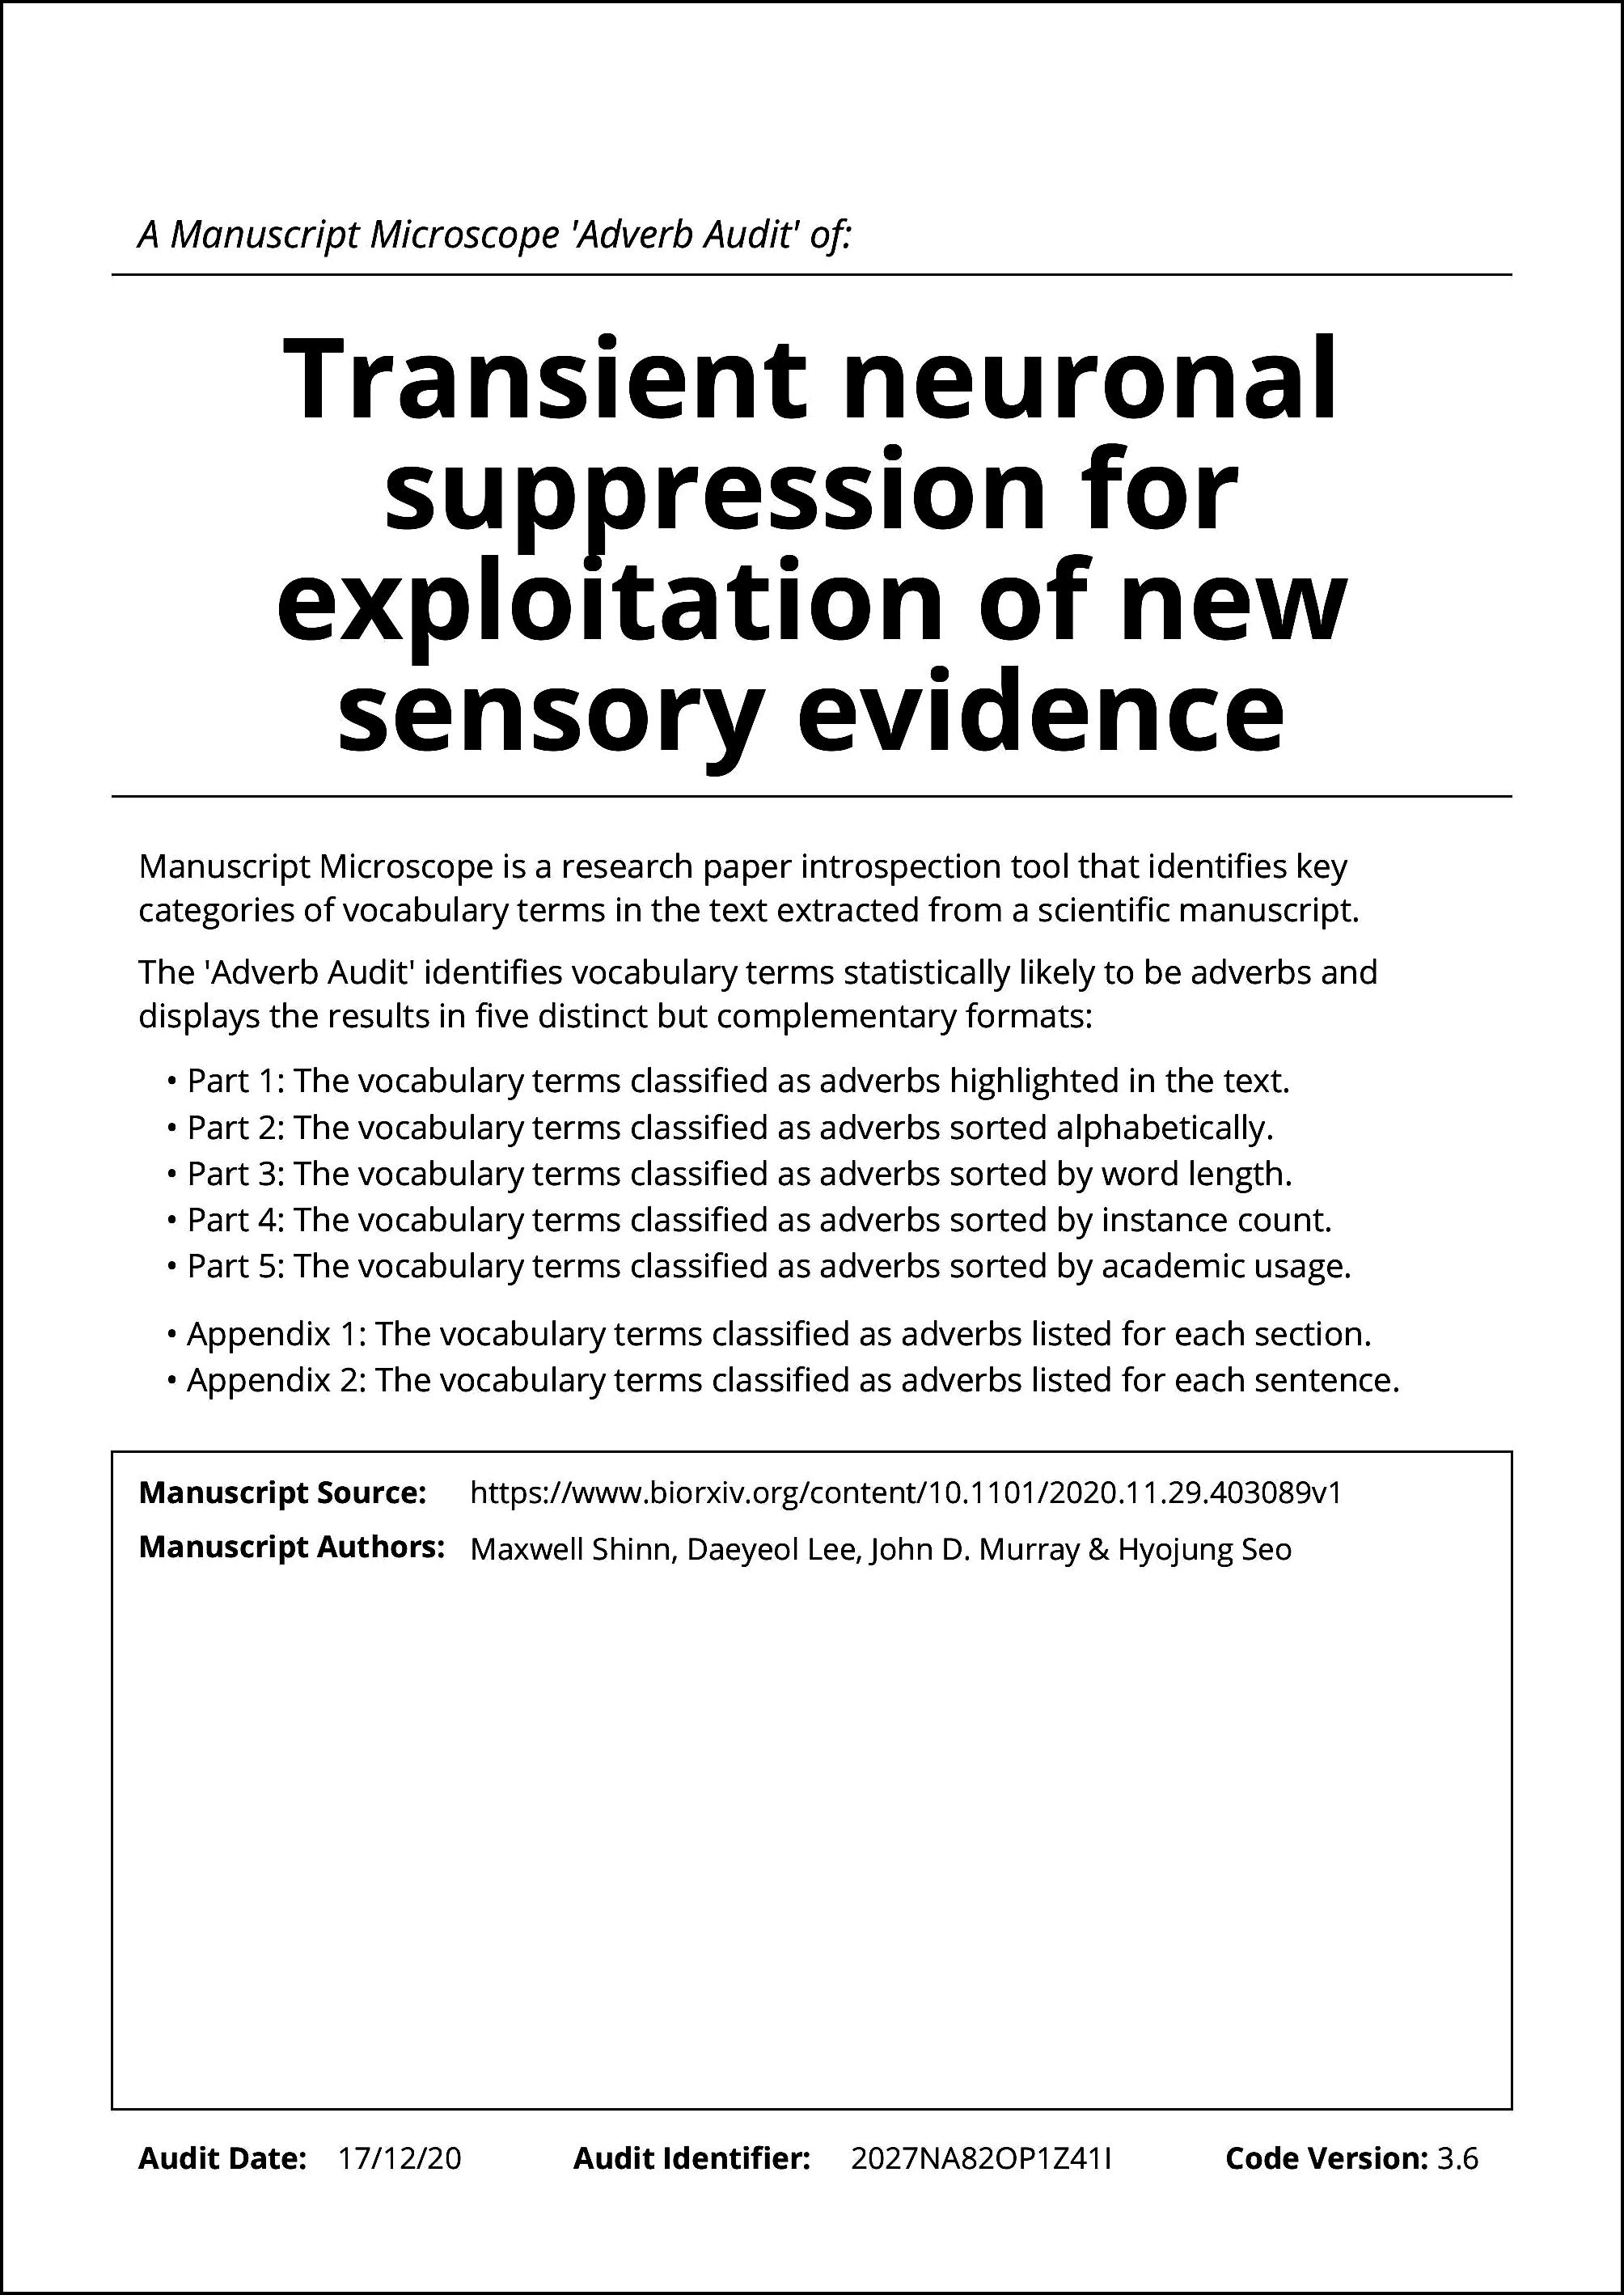 A Manuscript Microscope 'Adverb Audit' of:
Transient neuronal
suppression for
exploitation of new
sensory evidence
Manuscript Microscope is a research paper introspection tool that identifies key
categories of vocabulary terms in the text extracted from a scientific manuscript.
The 'Adverb Audit' identifies vocabulary terms statistically likely to be adverbs and
displays the results in five distinct but complementary formats:
• Part 1: The vocabulary terms classified as adverbs highlighted in the text.
• Part 2: The vocabulary terms classified as adverbs sorted alphabetically.
• Part 3: The vocabulary terms classified as adverbs sorted by word length.
• Part 4: The vocabulary terms classified as adverbs sorted by instance count.
• Part 5: The vocabulary terms classified as adverbs sorted by academic usage.
• Appendix 1: The vocabulary terms classified as adverbs listed for each section.
• Appendix 2: The vocabulary terms classified as adverbs listed for each sentence.
Manuscript Source: https://www.biorxiv.org/content/10.1101/2020.11.29.403089v1
Manuscript Authors: Maxwell Shinn, Daeyeol Lee, John D. Murray & Hyojung Seo
Audit Date: 17/12/20 Audit Identifier: 2027NA82OP1Z41I Code Version: 3.6